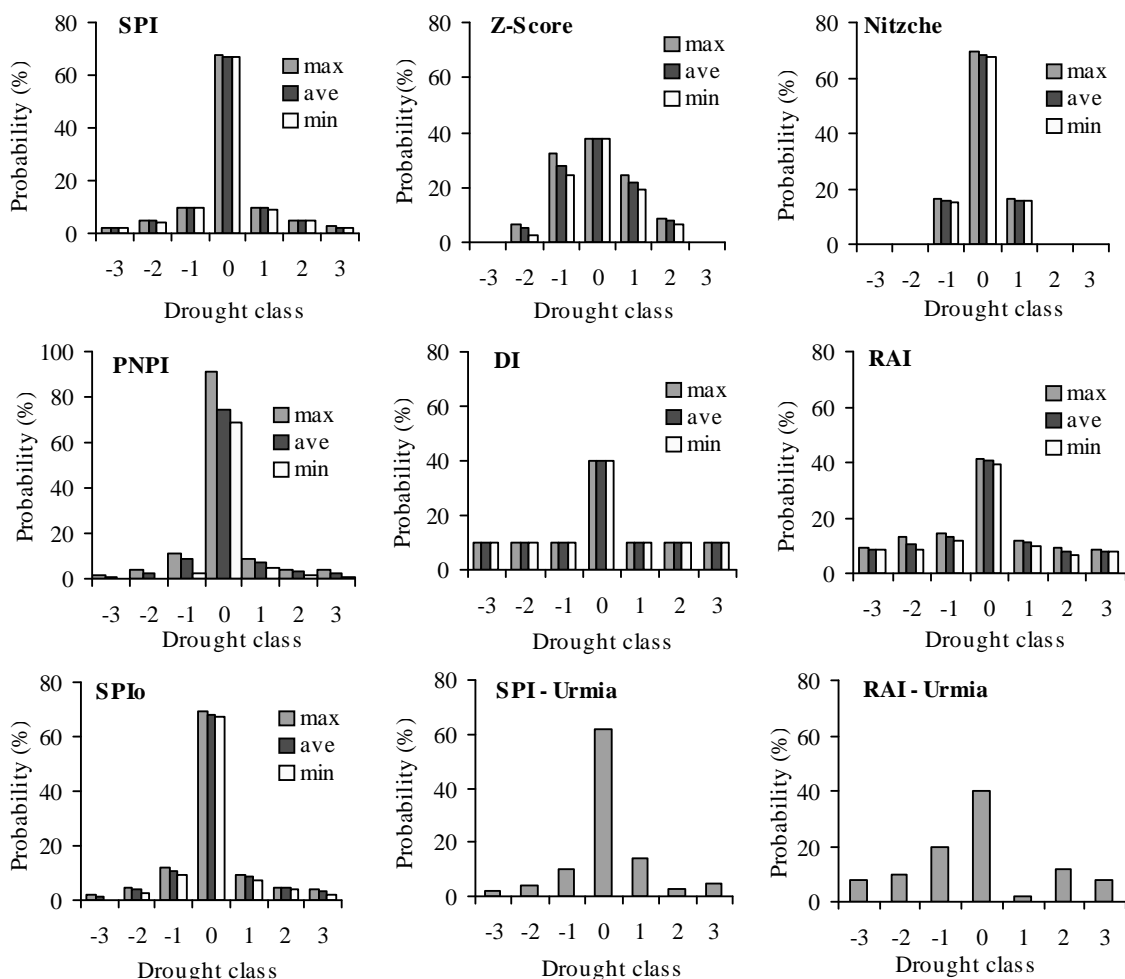 SPI
80
60
40
20
0
Probability (%)
max
ave
min
-3 -2 -1 0 1 2 3
Drought class
Z-Score
80
60
40
20
0
Probability(%)
max
ave
min
-3 -2 -1 0 1 2 3
Drought class
Nitzche
80
60
40
20
0
Probability (%)
max
ave
min
-3 -2 -1 0 1 2 3
Drought class
PNPI
100
80
60
40
20
0
Probability (%)
max
ave
min
-3 -2 -1 0 1 2 3
Drought class
DI
80
60
40
20
0
Probability (%)
max
ave
min
-3 -2 -1 0 1 2 3
Drought class
RAI
80
60
40
20
0
Probability (%)
max
ave
min
-3 -2 -1 0 1 2 3
Drought class
SPIo
80
60
40
20
0
Probability (%)
max
ave
min
-3 -2 -1 0 1 2 3
Drought class
SPI - Urmia
80
60
40
20
0
Probability (%)
-3 -2 -1 0 1 2 3
Drought class
RAI - Urmia
80
60
40
20
0
Probability (%)
-3 -2 -1 0 1 2 3
Drought class